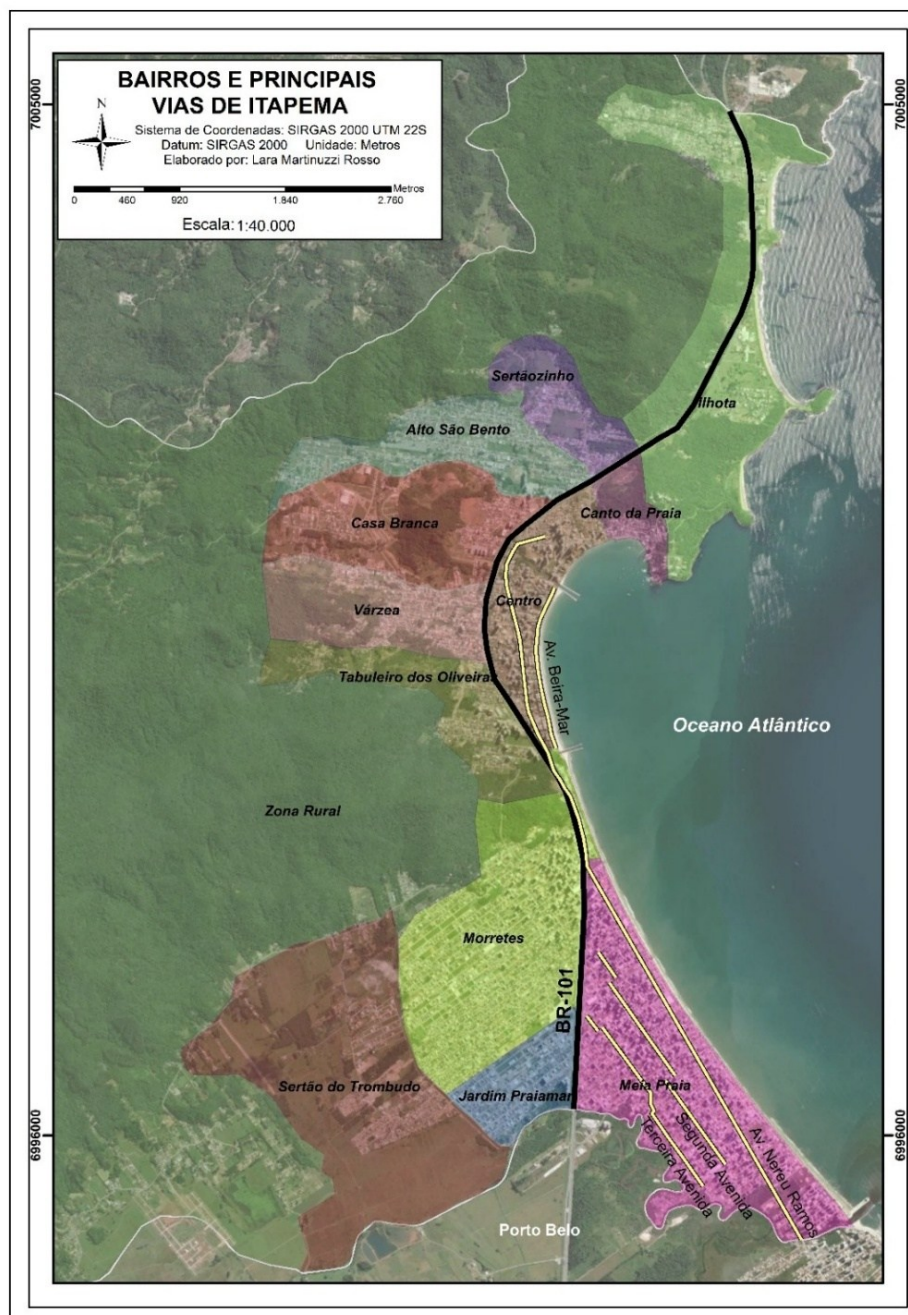 BAIRROS E PRINCIPAIS
VIAS DE ITAPEMA
N
Sistema de Coordenadas: SIRGAS 2000 UTM 22S
Datum: SIRGAS 2000 Unidade: Metros
Elaborado por: Lara Martinuzzi Rosso
Metros
0 460 920 1.840 2.760
Escala: 1:40.000
7005000
7005000
Sertãozinho
Ilhota
Alto São Bento
Canto da Praia
Casa Branca
Centro
Várzea
Av. Beira-Mar
Tabuleiro dos Oliveiras
Oceano Atlântico
Zona Rural
Morretes
BR-101
Sertão do Trombudo
Jardim Praiamar
Meia Praia
6996000
6996000
Terceira Avenida
Segunda Avenida
Av. Nereu Ramos
Porto Belo